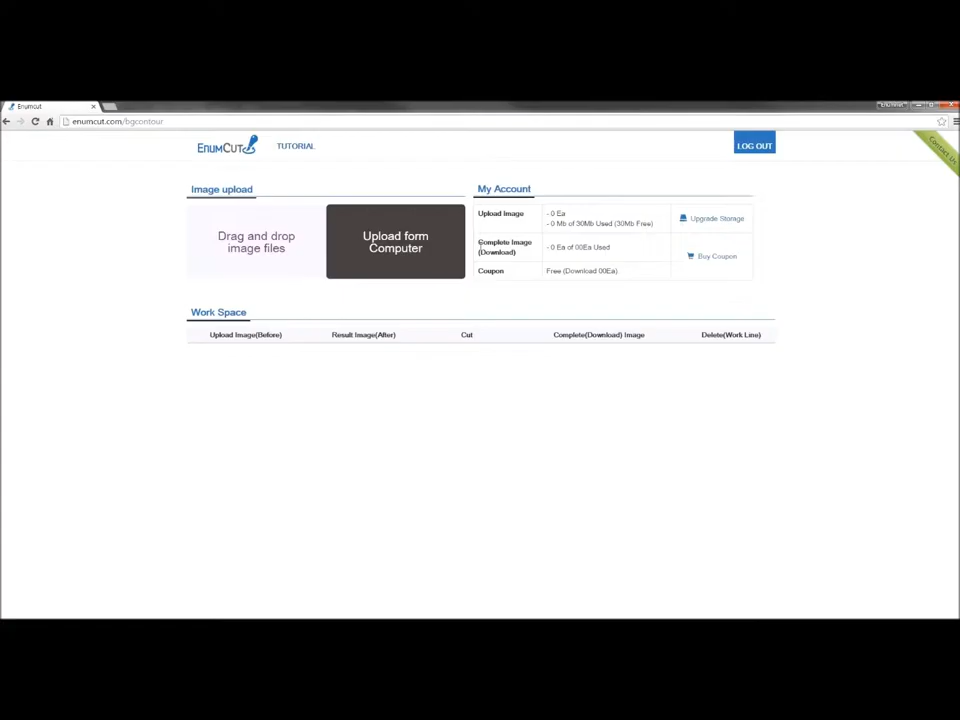 Enumcut
enumcut.com/bgcontour
ENUMCUT
TUTORIAL
LOG OUT
Contact Us
Image upload
Drag and drop
image files
Upload form
Computer
My Account
Upload Image
- 0 Ea
- 0 Mb of 30Mb Used (30Mb Free)
Upgrade Storage
Complete Image
(Download)
- 0 Ea of 00Ea Used
Buy Coupon
Coupon
Free (Download 00Ea)
Work Space
Upload Image(Before)
Result Image(After)
Cut
Complete(Download) Image
Delete(Work Line)